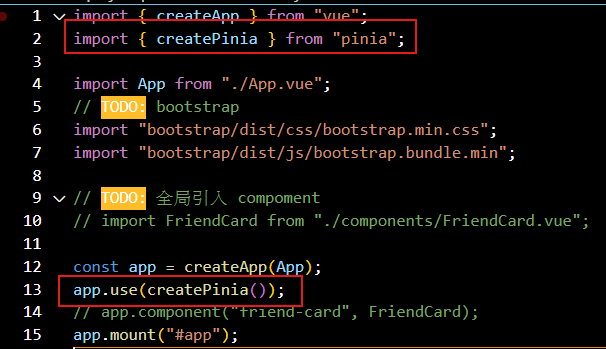 1 import { createApp } from "vue";
2 import { createPinia } from "pinia";
3
4 import App from "./App.vue";
5 // TODO: bootstrap
6 import "bootstrap/dist/css/bootstrap.min.css";
7 import "bootstrap/dist/js/bootstrap.bundle.min";
8
9 // TODO: 全局引入 compoment
10 // import FriendCard from "./components/FriendCard.vue";
11
12 const app = createApp(App);
13 app.use(createPinia());
14 // app.component("friend-card", FriendCard);
15 app.mount("#app");